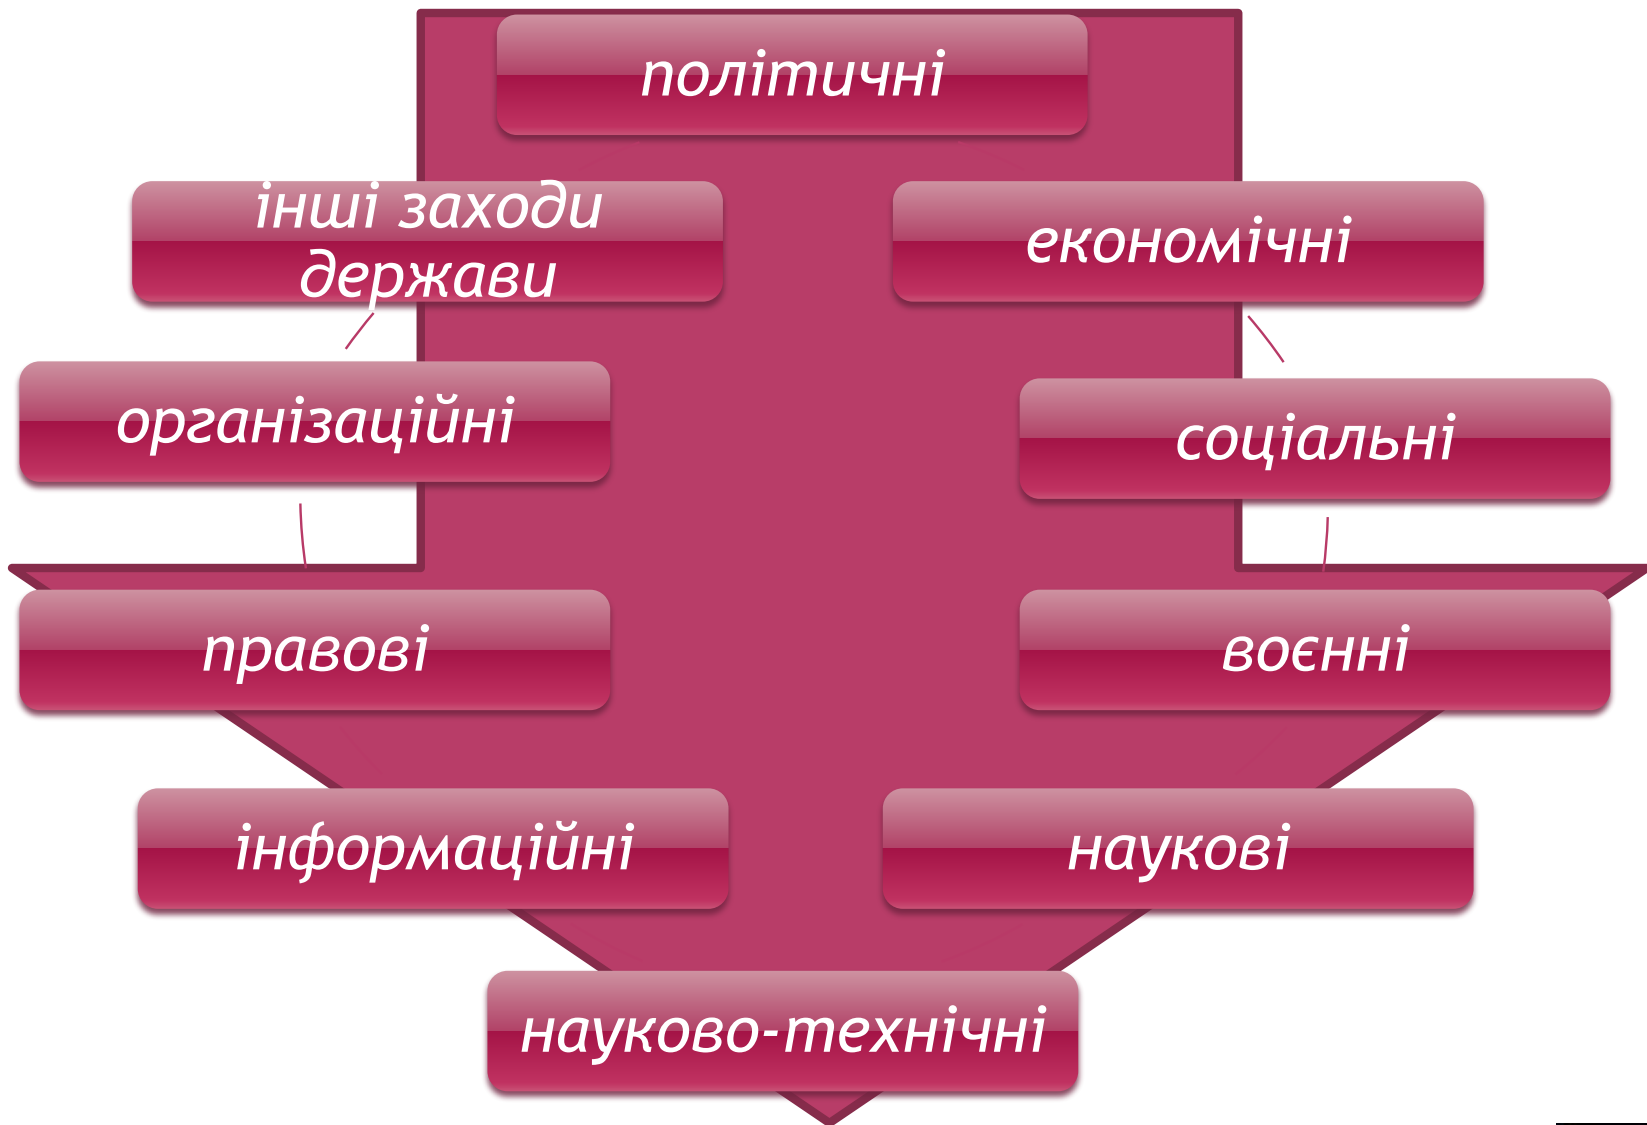 політичні
інші заходи
держави
економічні
організаційні
соціальні
правові
воєнні
інформаційні
наукові
науково-технічні